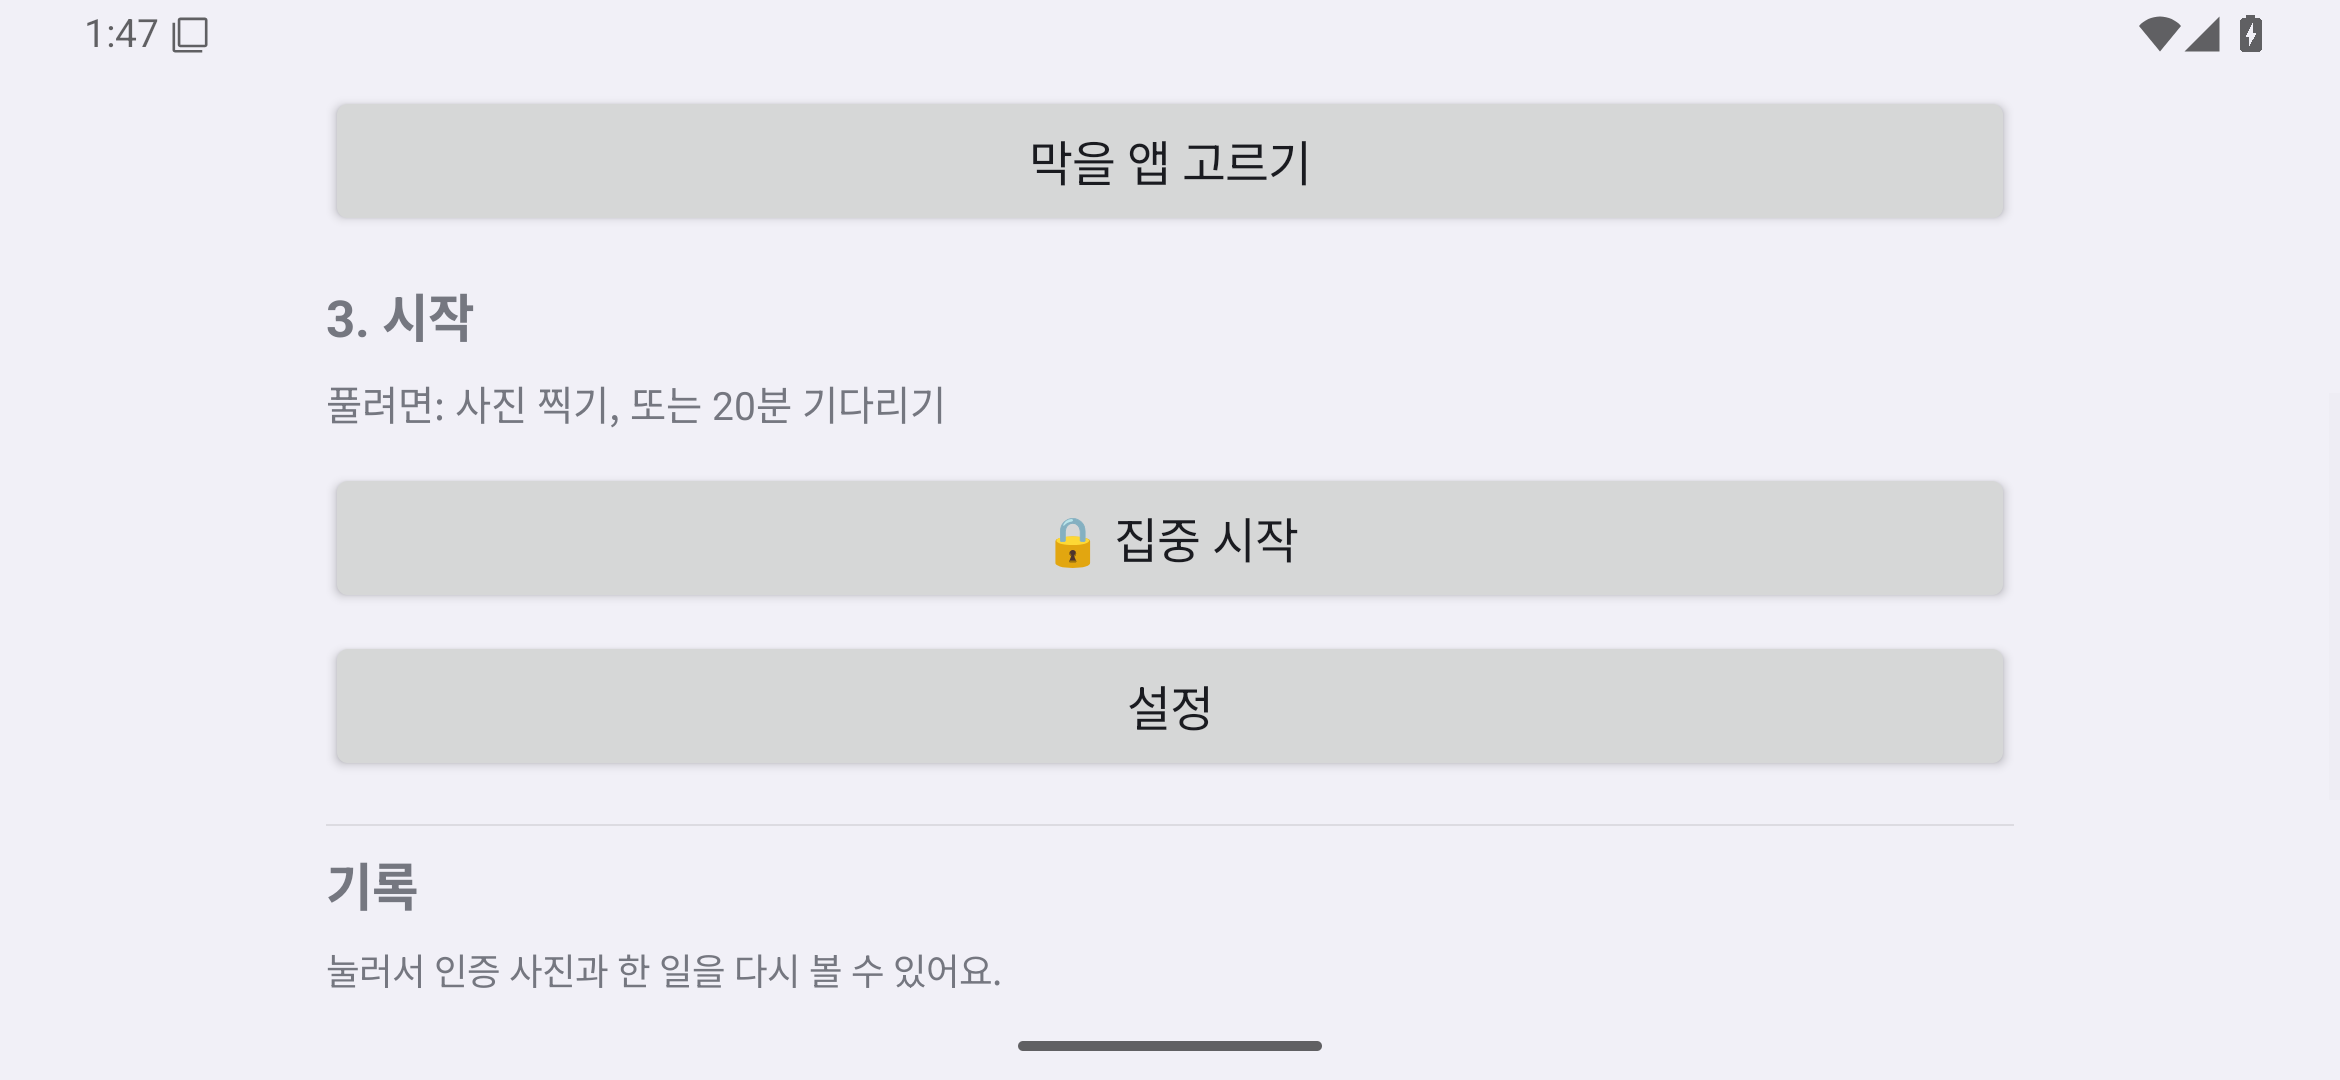 1:47
막을 앱 고르기
3. 시작
풀려면: 사진 찍기, 또는 20분 기다리기
🔒 집중 시작
설정
기록
눌러서 인증 사진과 한 일을 다시 볼 수 있어요.